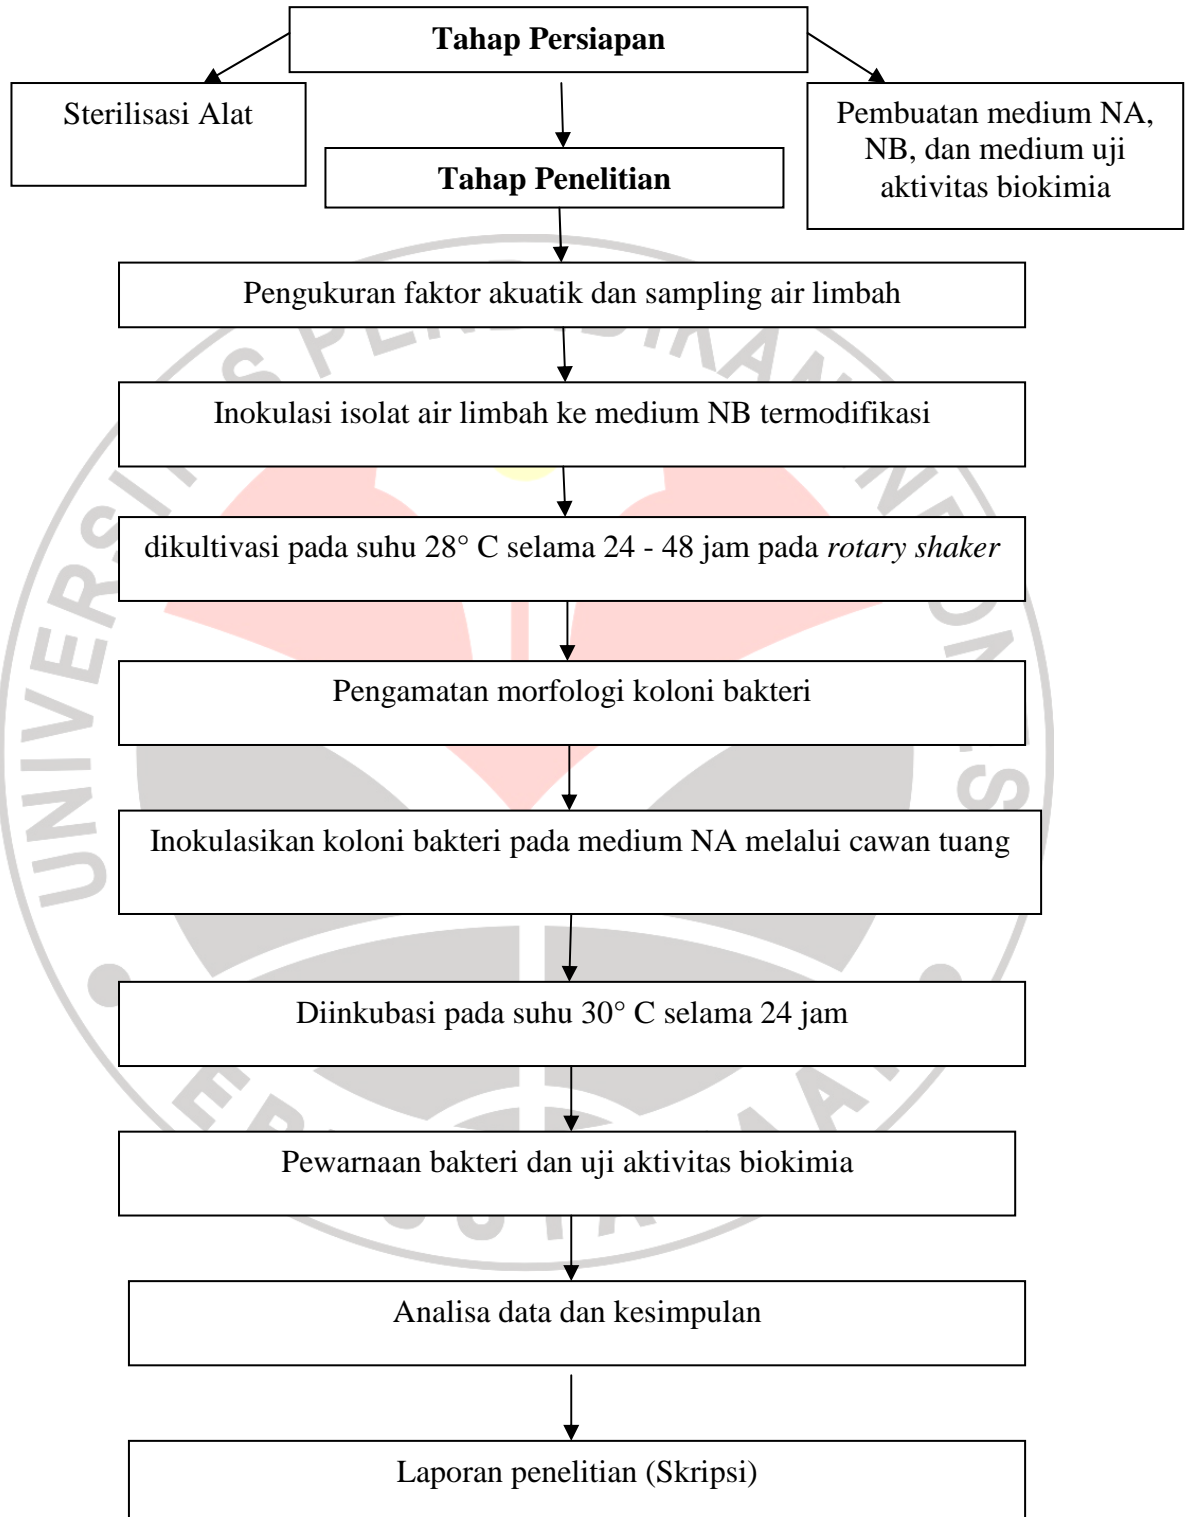 Tahap Persiapan
Sterilisasi Alat
Pembuatan medium NA,
NB, dan medium uji
aktivitas biokimia
Tahap Penelitian
Pengukuran faktor akuatik dan sampling air limbah
Inokulasi isolat air limbah ke medium NB termodifikasi
dikultivasi pada suhu 28° C selama 24 - 48 jam pada rotary shaker
Pengamatan morfologi koloni bakteri
Inokulasikan koloni bakteri pada medium NA melalui cawan tuang
Diinkubasi pada suhu 30° C selama 24 jam
Pewarnaan bakteri dan uji aktivitas biokimia
Analisa data dan kesimpulan
Laporan penelitian (Skripsi)